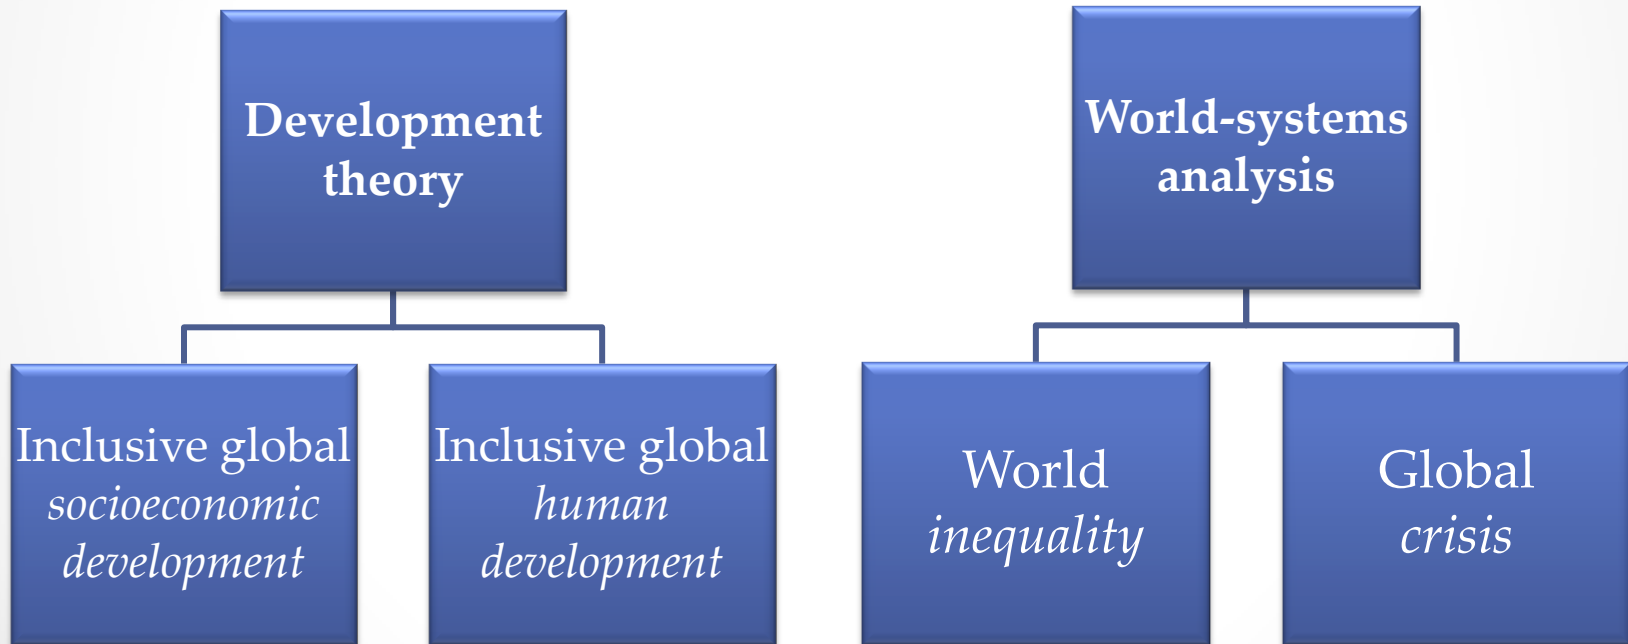 Development
theory
World-systems
analysis
Inclusive global
socioeconomic
development
Inclusive global
human
development
World
inequality
Global
crisis